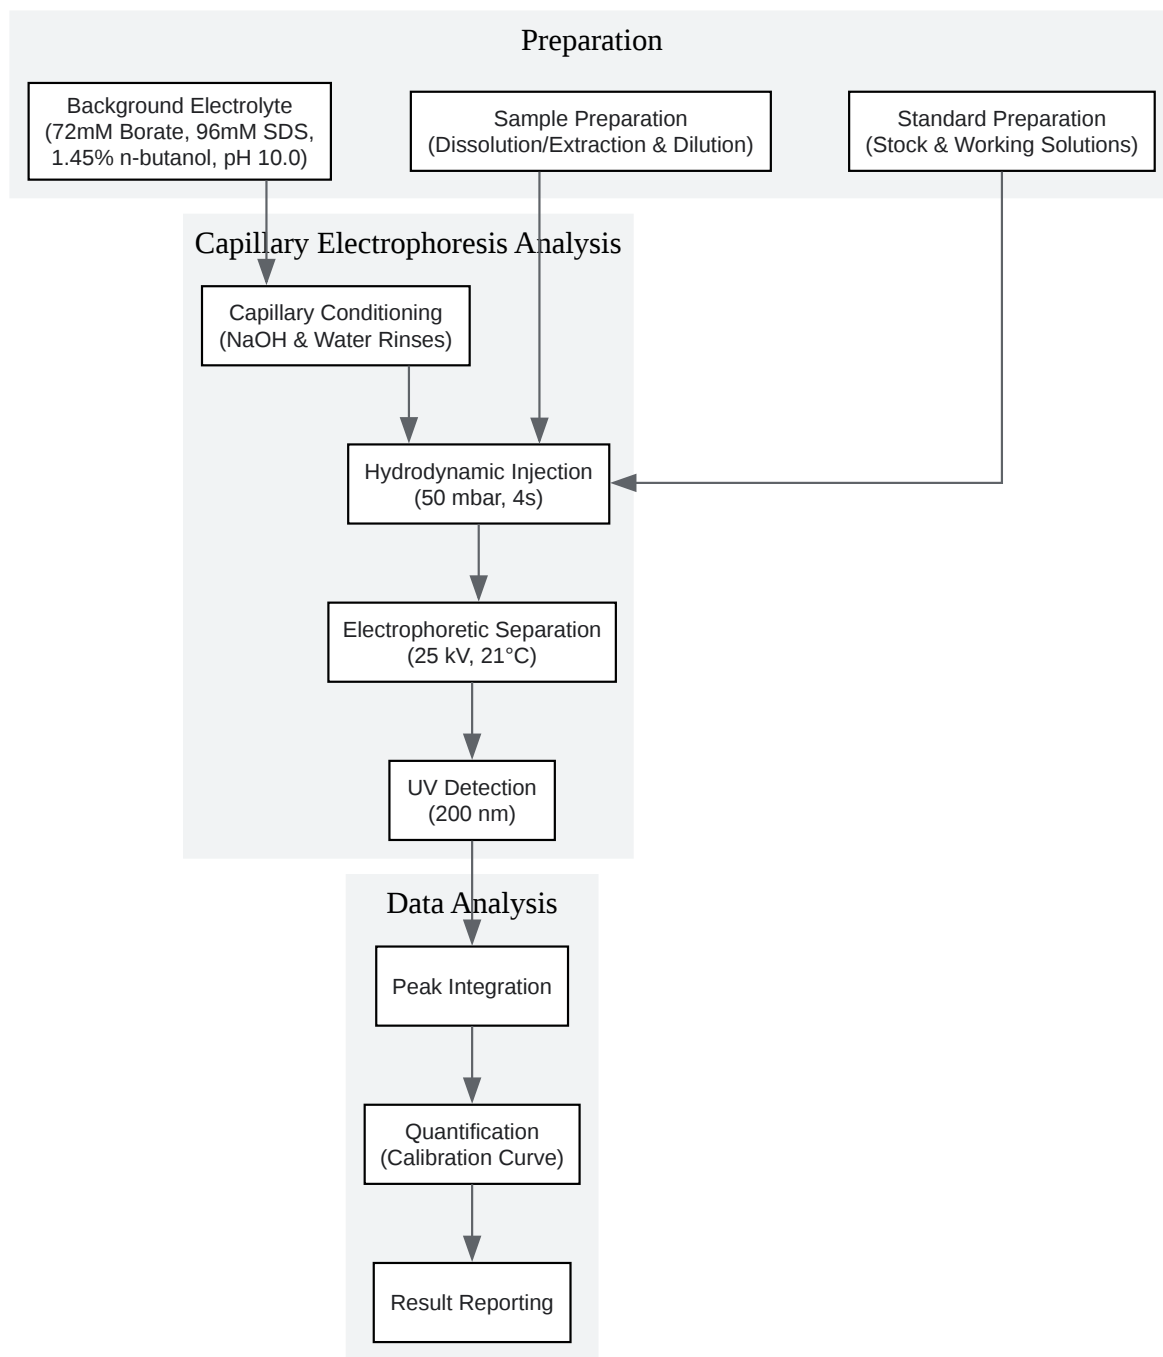 Preparation
Background Electrolyte
(72mM Borate, 96mM SDS,
1.45% n-butanol, pH 10.0)
Sample Preparation
(Dissolution/Extraction & Dilution)
Standard Preparation
(Stock & Working Solutions)
Capillary Electrophoresis Analysis
Capillary Conditioning
(NaOH & Water Rinses)
Hydrodynamic Injection
(50 mbar, 4s)
Electrophoretic Separation
(25 kV, 21°C)
UV Detection
(200 nm)
Data Analysis
Peak Integration
Quantification
(Calibration Curve)
Result Reporting